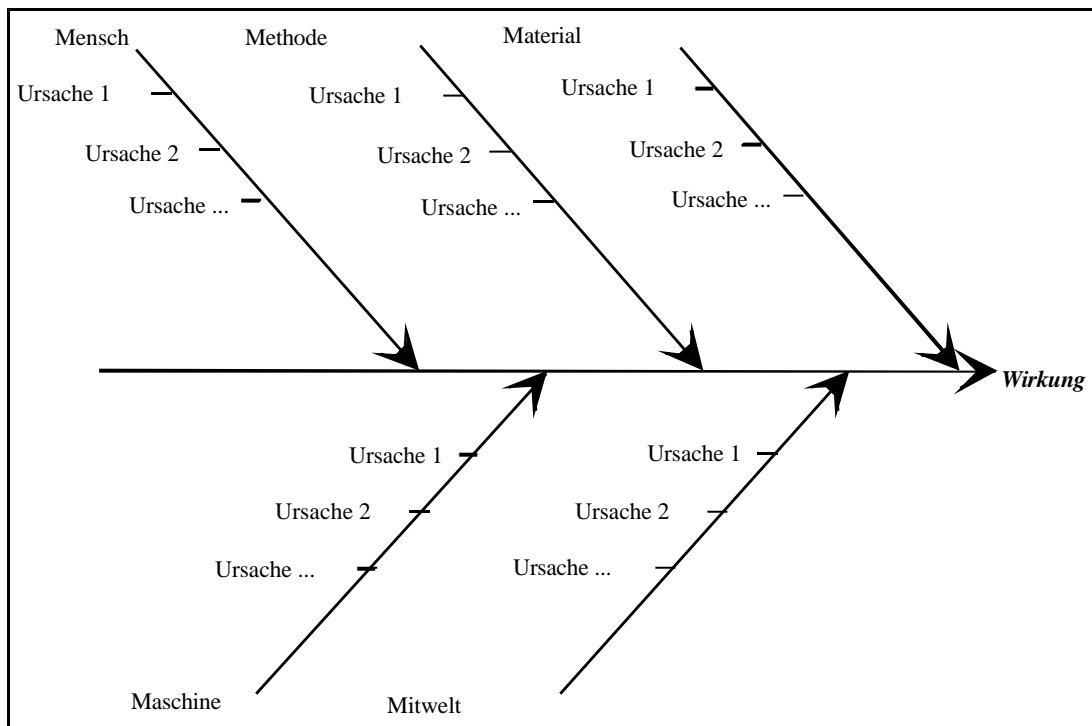 Mensch
Methode
Material
Ursache 1
Ursache 1
Ursache 1
Ursache 2
Ursache 2
Ursache 2
Ursache ...
Ursache ...
Ursache ...
Wirkung
Ursache 1
Ursache 1
Ursache 2
Ursache 2
Ursache ...
Ursache ...
Maschine
Mitwelt